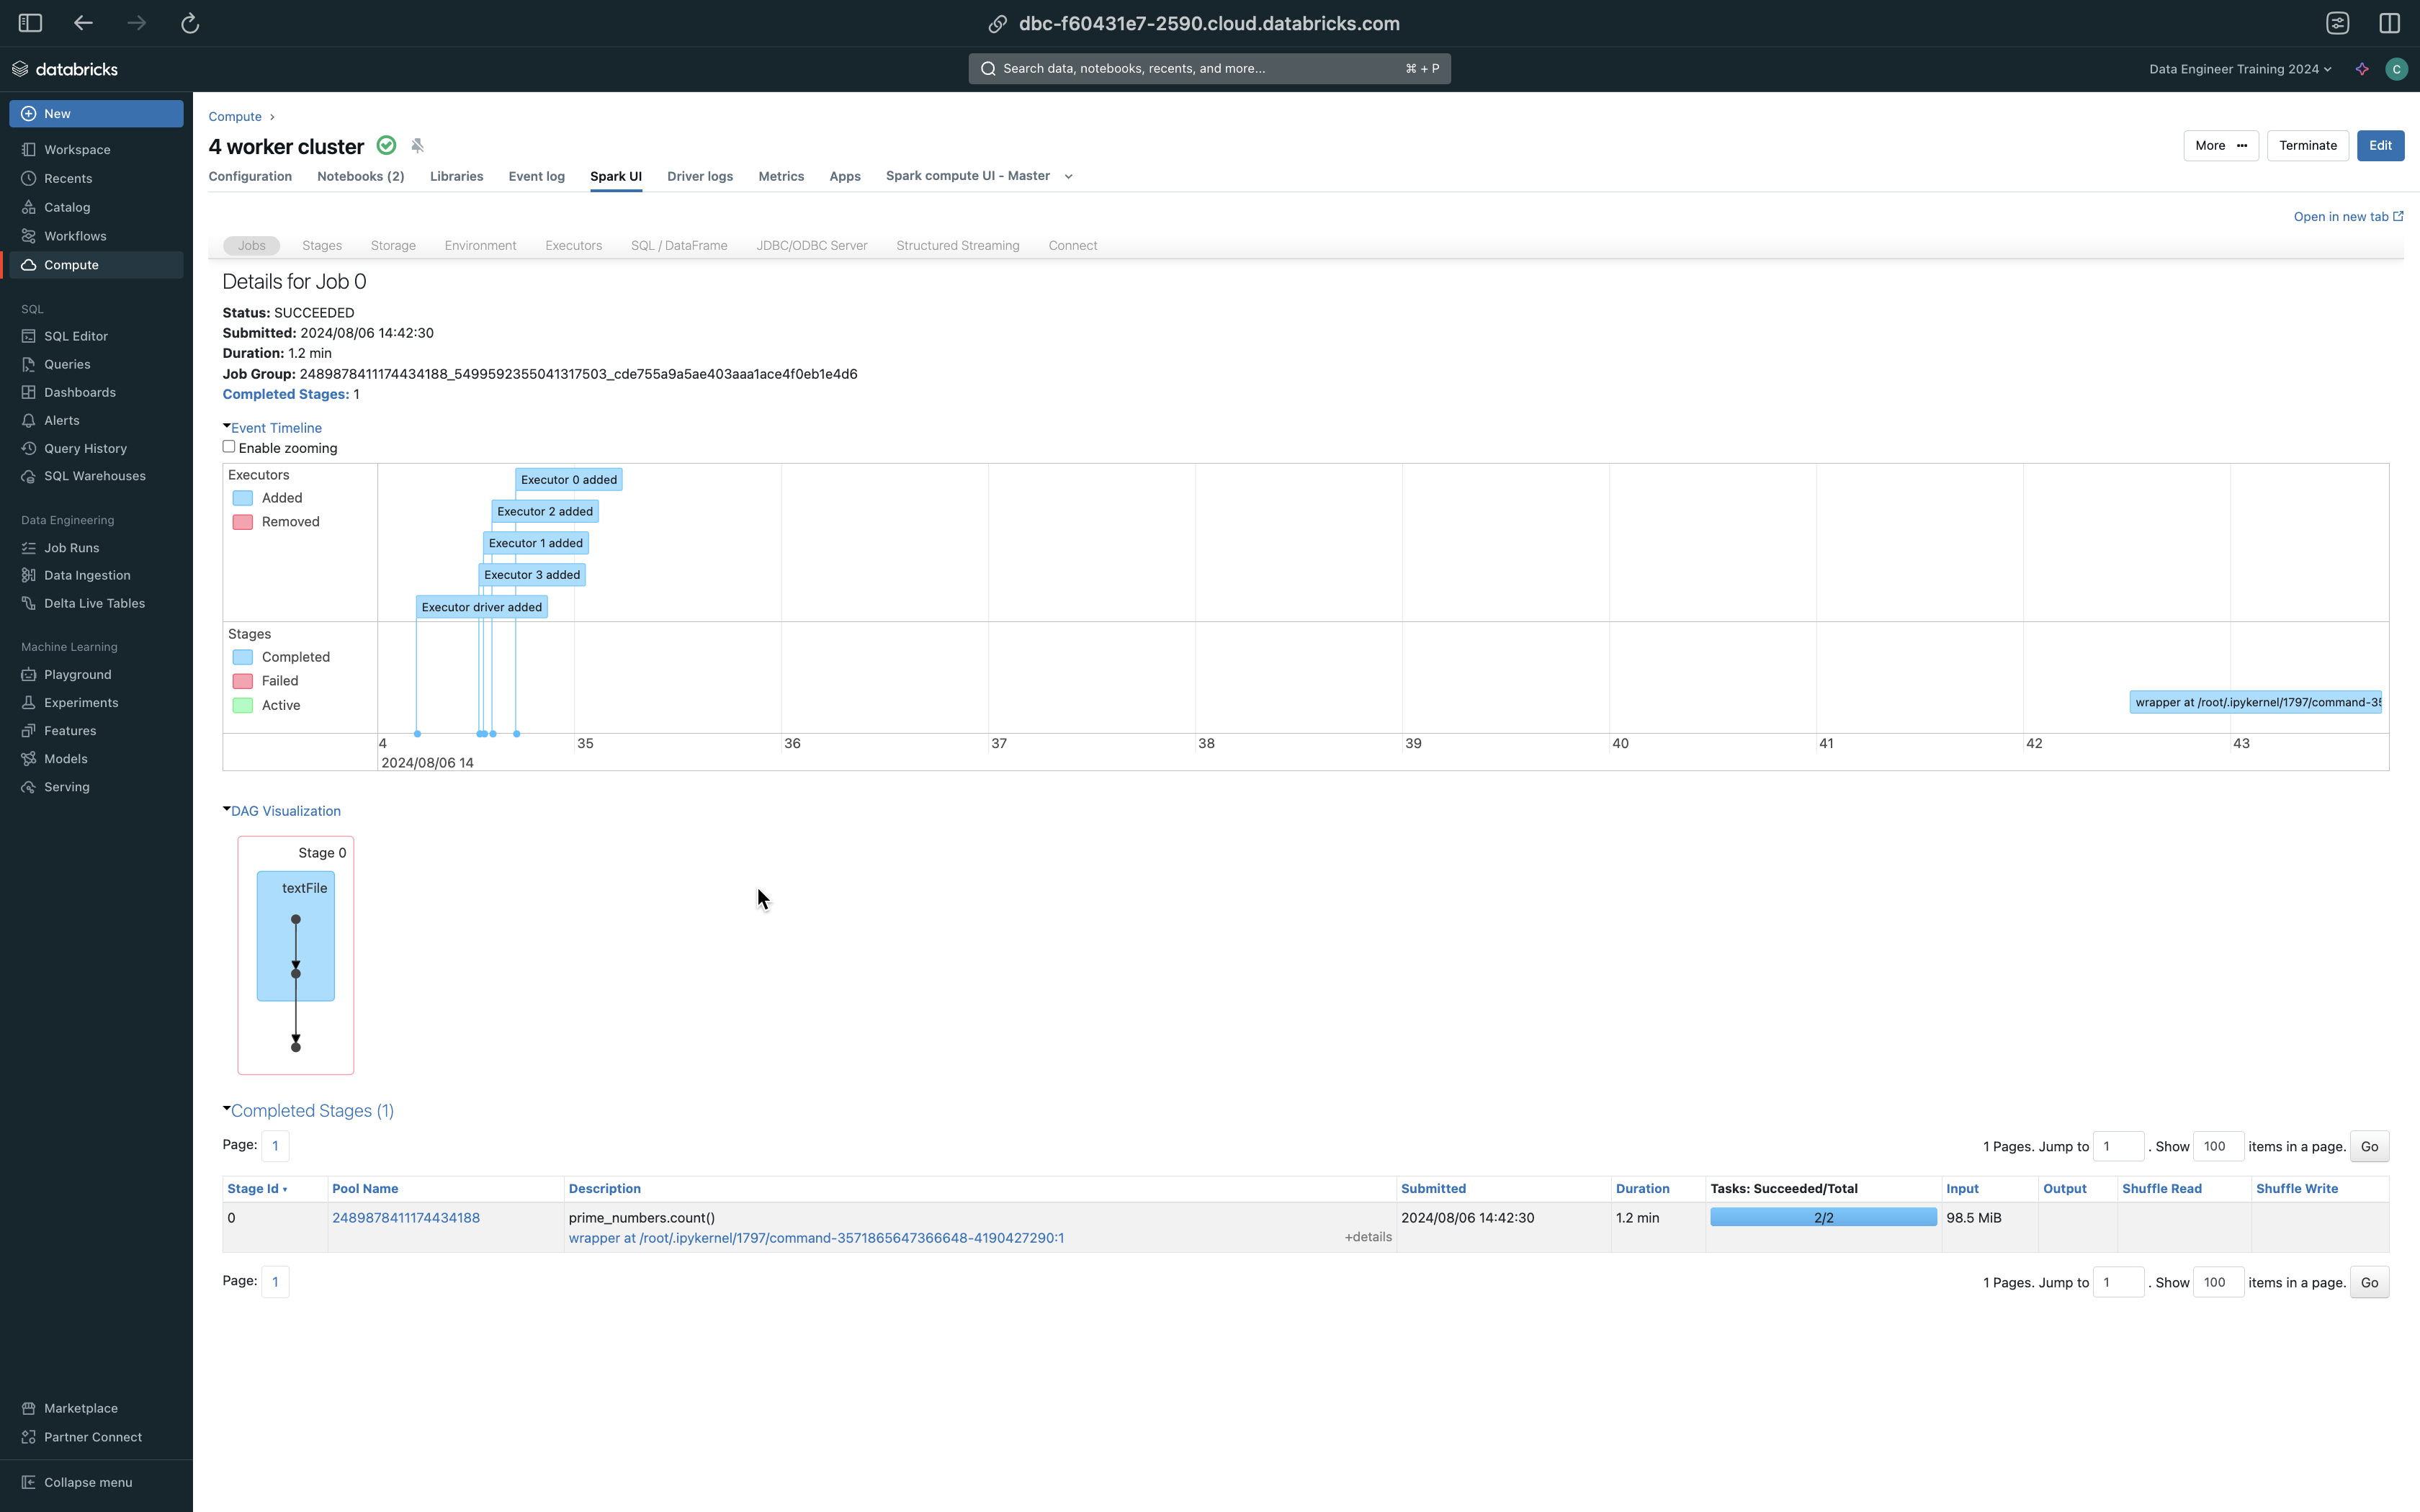 dbc-f60431e7-2590.cloud.databricks.com
databricks
Search data, notebooks, recents, and more...
⌘ + P
Data Engineer Training 2024
C
New
Workspace
Recents
Catalog
Workflows
Compute
SQL
SQL Editor
Queries
Dashboards
Alerts
Query History
SQL Warehouses
Data Engineering
Job Runs
Data Ingestion
Delta Live Tables
Machine Learning
Playground
Experiments
Features
Models
Serving
Marketplace
Partner Connect
Collapse menu
Compute ›
4 worker cluster
More
Terminate
Edit
Configuration Notebooks (2) Libraries Event log Spark UI Driver logs Metrics Apps Spark compute UI - Master
Open in new tab
Jobs Stages Storage Environment Executors SQL / DataFrame JDBC/ODBC Server Structured Streaming Connect
Details for Job 0
Status: SUCCEEDED
Submitted: 2024/08/06 14:42:30
Duration: 1.2 min
Job Group: 2489878411174434188_5499592355041317503_cde755a9a5ae403aaa1ace4f0eb1e4d6
Completed Stages: 1
Event Timeline
Enable zooming
Executors
Added
Removed
Executor 0 added
Executor 2 added
Executor 1 added
Executor 3 added
Executor driver added
Stages
Completed
Failed
Active
wrapper at /root/.ipykernel/1797/command-35
4 35 36 37 38 39 40 41 42 43
2024/08/06 14
DAG Visualization
Stage 0
textFile
Completed Stages (1)
Page: 1
1 Pages. Jump to 1 . Show 100 items in a page. Go
Stage Id Pool Name Description Submitted Duration Tasks: Succeeded/Total Input Output Shuffle Read Shuffle Write
0 2489878411174434188 prime_numbers.count() 2024/08/06 14:42:30 1.2 min 2/2 98.5 MiB
wrapper at /root/.ipykernel/1797/command-3571865647366648-4190427290:1 +details
Page: 1
1 Pages. Jump to 1 . Show 100 items in a page. Go